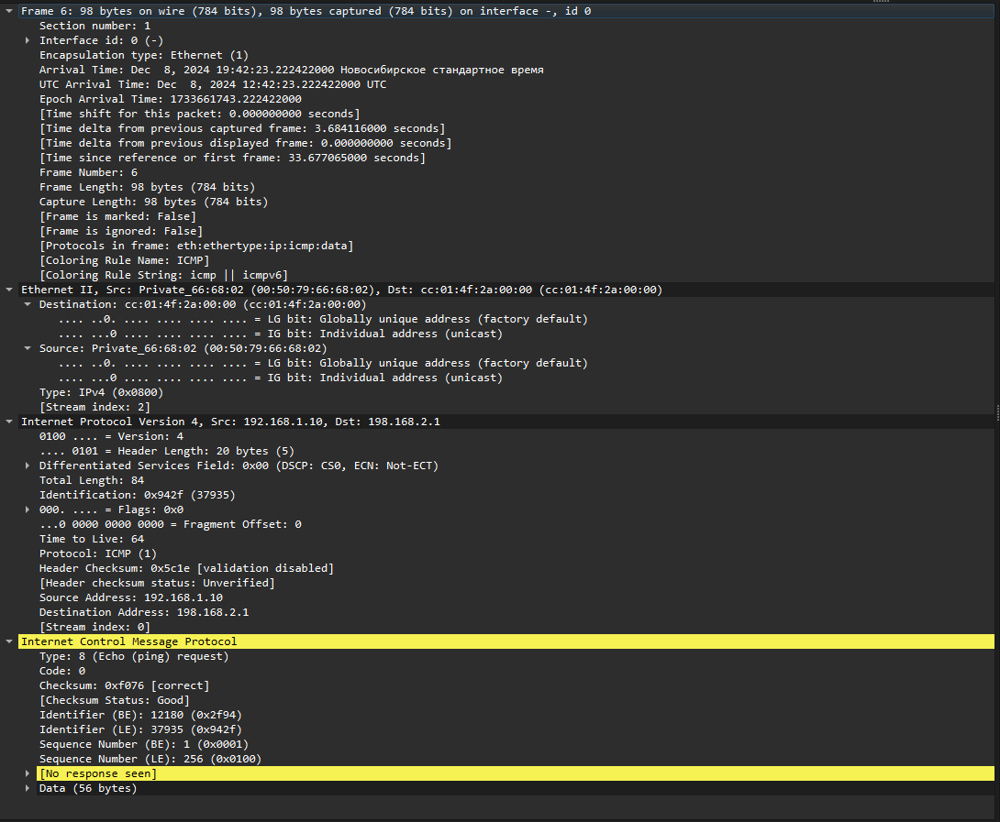 Frame 6: 98 bytes on wire (784 bits), 98 bytes captured (784 bits) on interface -, id 0
Section number: 1
Interface id: 0 (-)
Encapsulation type: Ethernet (1)
Arrival Time: Dec  8, 2024 19:42:23.222422000 Новосибирское стандартное время
UTC Arrival Time: Dec  8, 2024 12:42:23.222422000 UTC
Epoch Arrival Time: 1733661743.222422000
[Time shift for this packet: 0.000000000 seconds]
[Time delta from previous captured frame: 3.684116000 seconds]
[Time delta from previous displayed frame: 0.000000000 seconds]
[Time since reference or first frame: 33.677065000 seconds]
Frame Number: 6
Frame Length: 98 bytes (784 bits)
Capture Length: 98 bytes (784 bits)
[Frame is marked: False]
[Frame is ignored: False]
[Protocols in frame: eth:ethertype:ip:icmp:data]
[Coloring Rule Name: ICMP]
[Coloring Rule String: icmp || icmpv6]
Ethernet II, Src: Private_66:68:02 (00:50:79:66:68:02), Dst: cc:01:4f:2a:00:00 (cc:01:4f:2a:00:00)
Destination: cc:01:4f:2a:00:00 (cc:01:4f:2a:00:00)
.... ..0. .... .... .... .... = LG bit: Globally unique address (factory default)
.... ...0 .... .... .... .... = IG bit: Individual address (unicast)
Source: Private_66:68:02 (00:50:79:66:68:02)
.... ..0. .... .... .... .... = LG bit: Globally unique address (factory default)
.... ...0 .... .... .... .... = IG bit: Individual address (unicast)
Type: IPv4 (0x0800)
[Stream index: 2]
Internet Protocol Version 4, Src: 192.168.1.10, Dst: 198.168.2.1
0100 .... = Version: 4
.... 0101 = Header Length: 20 bytes (5)
Differentiated Services Field: 0x00 (DSCP: CS0, ECN: Not-ECT)
Total Length: 84
Identification: 0x942f (37935)
000. .... = Flags: 0x0
...0 0000 0000 0000 = Fragment Offset: 0
Time to Live: 64
Protocol: ICMP (1)
Header Checksum: 0x5c1e [validation disabled]
[Header checksum status: Unverified]
Source Address: 192.168.1.10
Destination Address: 198.168.2.1
[Stream index: 0]
Internet Control Message Protocol
Type: 8 (Echo (ping) request)
Code: 0
Checksum: 0xf076 [correct]
[Checksum Status: Good]
Identifier (BE): 12180 (0x2f94)
Identifier (LE): 37935 (0x942f)
Sequence Number (BE): 1 (0x0001)
Sequence Number (LE): 256 (0x0100)
[No response seen]
Data (56 bytes)